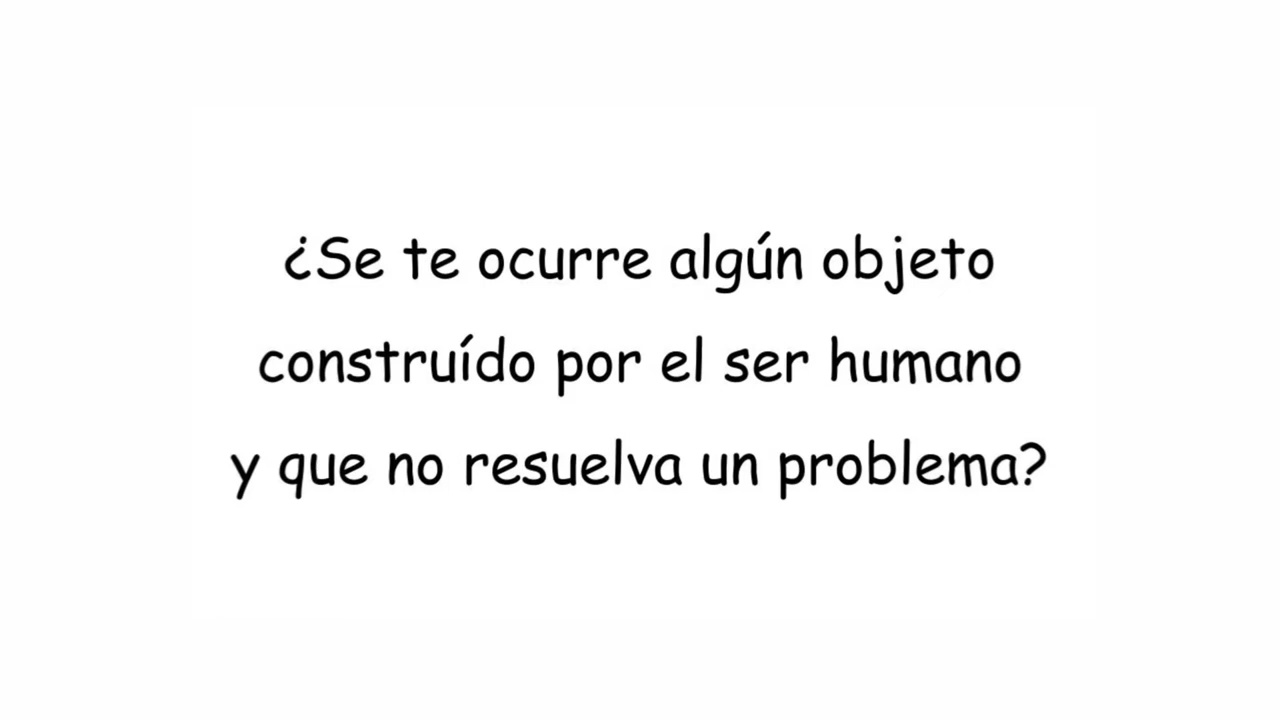 ¿Se te ocurre algún objeto
construído por el ser humano
y que no resuelva un problema?